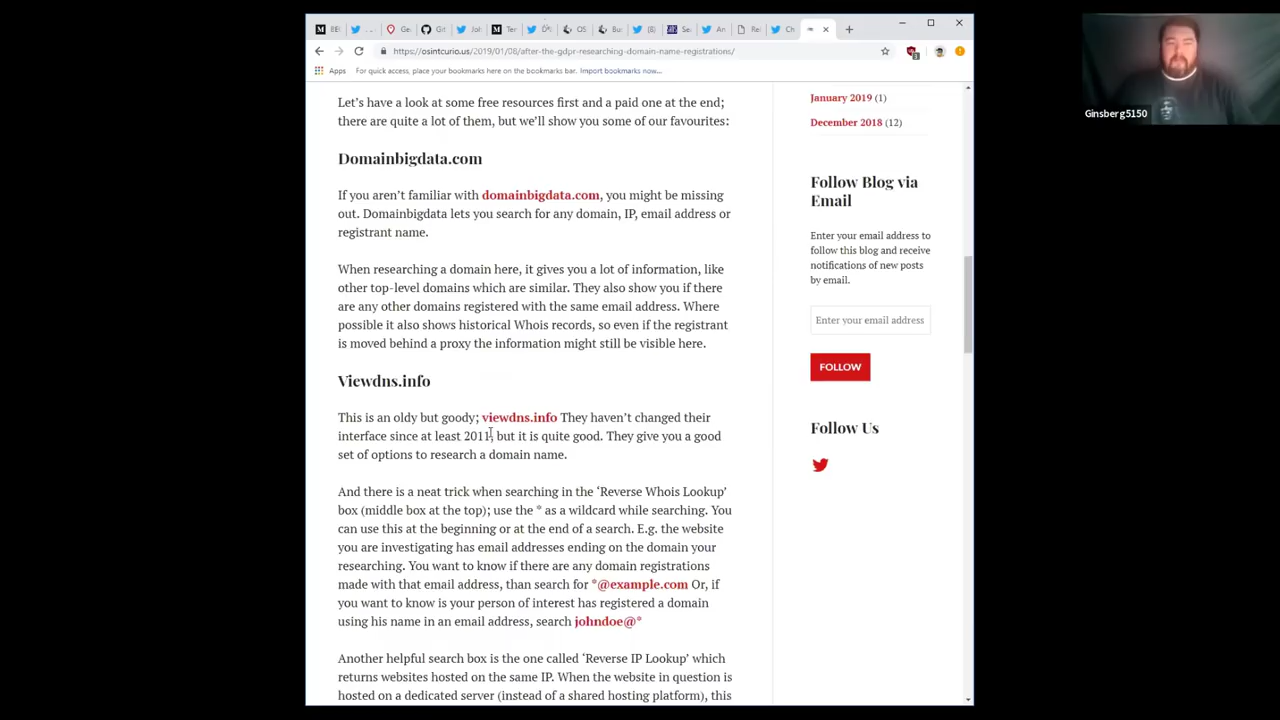 Gi
Joh
Ter
OS
Bu
(B)
Se
An
Re
Ch
https://osintcurio.us/2019/01/08/after-the-gdpr-researching-domain-name-registrations/
Apps
For quick access, place your bookmarks here on the bookmarks bar. Import bookmarks now...
Let's have a look at some free resources first and a paid one at the end;
there are quite a lot of them, but we'll show you some of our favourites:
Domainbigdata.com
If you aren't familiar with domainbigdata.com, you might be missing
out. Domainbigdata lets you search for any domain, IP, email address or
registrant name.
When researching a domain here, it gives you a lot of information, like
other top-level domains which are similar. They also show you if there
are any other domains registered with the same email address. Where
possible it also shows historical Whois records, so even if the registrant
is moved behind a proxy the information might still be visible here.
Viewdns.info
This is an oldy but goody; viewdns.info They haven't changed their
interface since at least 2011, but it is quite good. They give you a good
set of options to research a domain name.
And there is a neat trick when searching in the 'Reverse Whois Lookup'
box (middle box at the top); use the * as a wildcard while searching. You
can use this at the beginning or at the end of a search. E.g. the website
you are investigating has email addresses ending on the domain your
researching. You want to know if there are any domain registrations
made with that email address, than search for *@example.com Or, if
you want to know is your person of interest has registered a domain
using his name in an email address, search johndoe@*
Another helpful search box is the one called 'Reverse IP Lookup' which
returns websites hosted on the same IP. When the website in question is
hosted on a dedicated server (instead of a shared hosting platform), this
January 2019 (1)
December 2018 (12)
Follow Blog via
Email
Enter your email address to
follow this blog and receive
notifications of new posts
by email.
Enter your email address
FOLLOW
Follow Us
Ginsberg5150